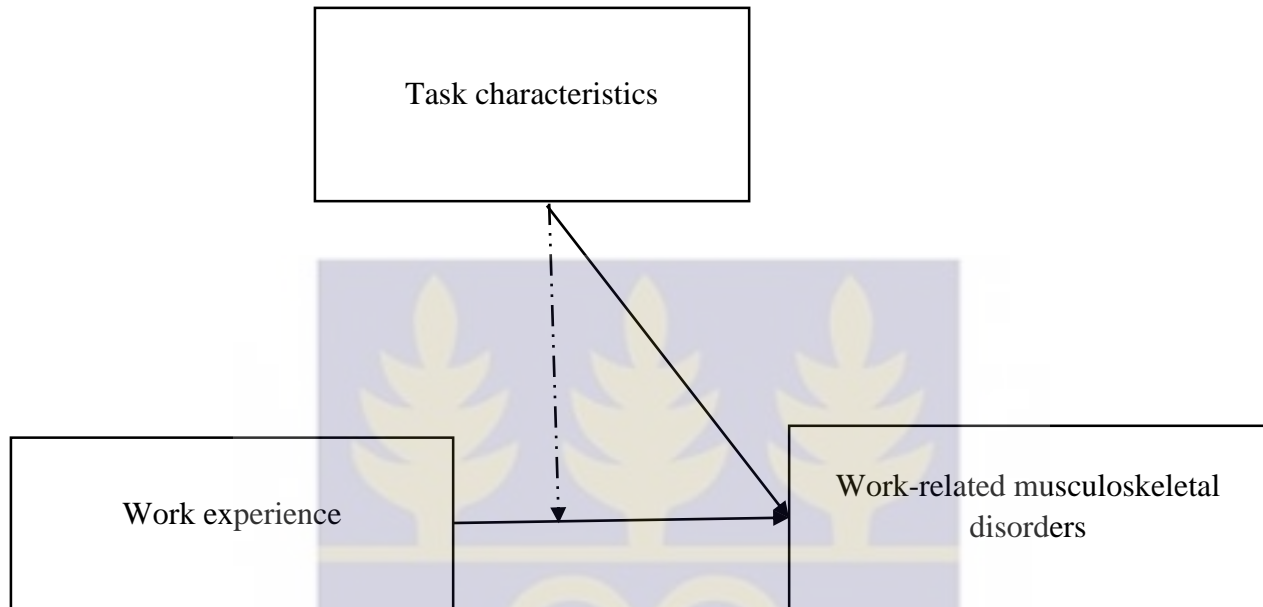 Task characteristics
Work experience
Work-related musculoskeletal
disorders